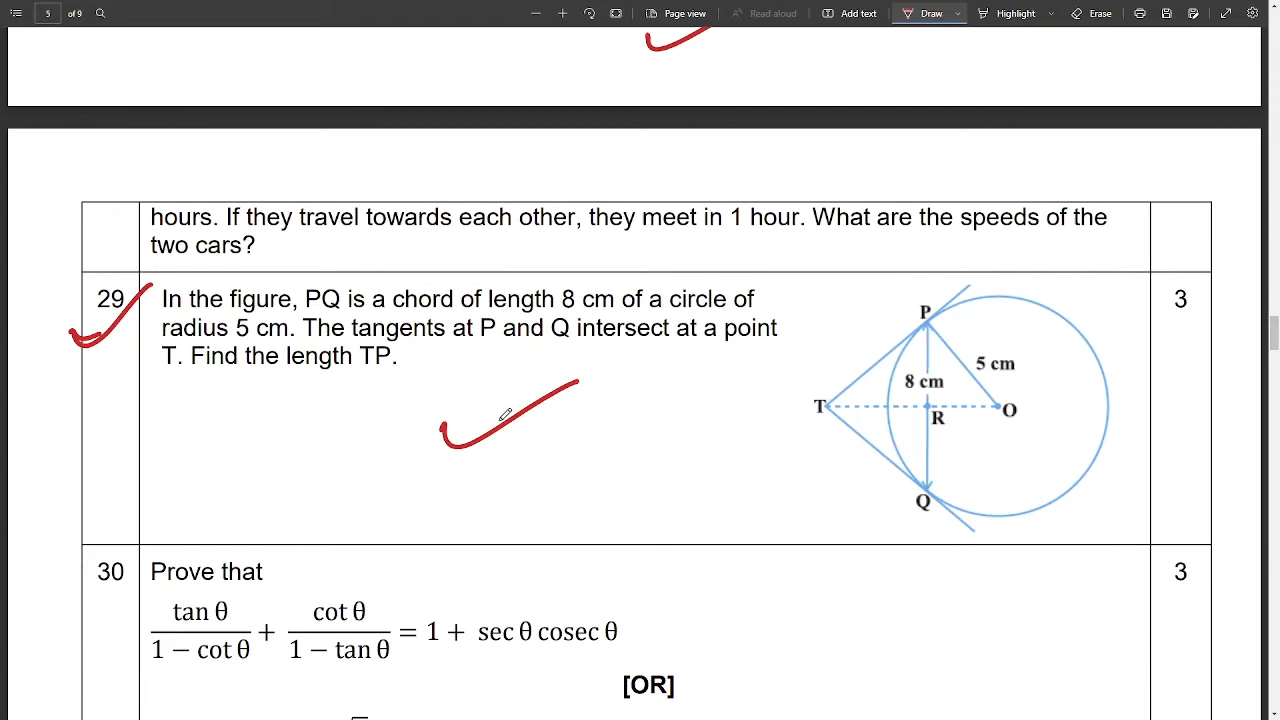 5 of 9 Page view Read aloud Add text Draw Highlight Erase
hours. If they travel towards each other, they meet in 1 hour. What are the speeds of the
two cars?
29 In the figure, PQ is a chord of length 8 cm of a circle of 3
radius 5 cm. The tangents at P and Q intersect at a point
T. Find the length TP.
P
5 cm
8 cm
T
R
O
Q
30 Prove that 3
tan θ / (1 − cot θ) + cot θ / (1 − tan θ) = 1 + sec θ cosec θ
[OR]